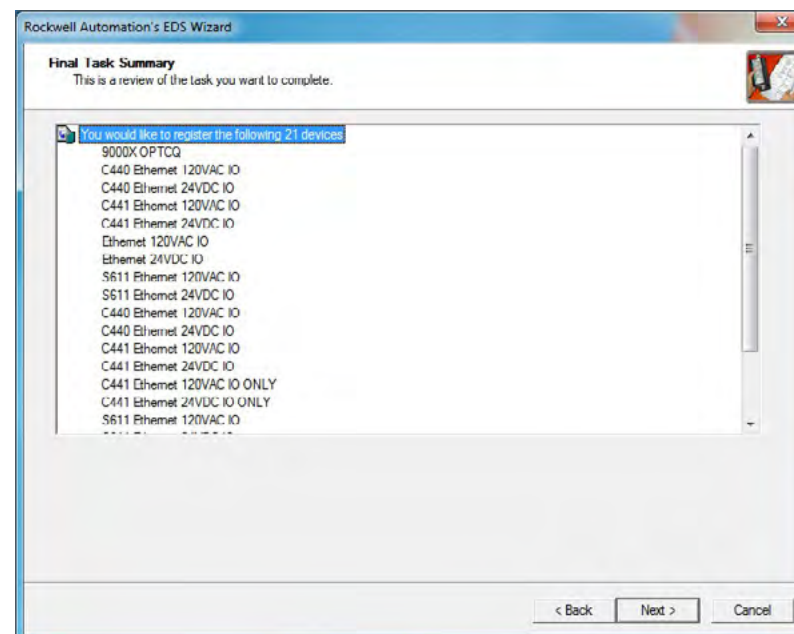 Rockwell Automation's EDS Wizard
Final Task Summary
This is a review of the task you want to complete.
You would like to register the following 21 devices
9000X OPTCQ
C440 Ethernet 120VAC IO
C440 Ethernet 24VDC IO
C441 Ethernet 120VAC IO
C441 Ethernet 24VDC IO
Ethernet 120VAC IO
Ethernet 24VDC IO
S611 Ethernet 120VAC IO
S611 Ethernet 24VDC IO
C440 Ethernet 120VAC IO
C440 Ethernet 24VDC IO
C441 Ethernet 120VAC IO
C441 Ethernet 24VDC IO
C441 Ethernet 120VAC IO ONLY
C441 Ethernet 24VDC IO ONLY
S611 Ethernet 120VAC IO
< Back
Next >
Cancel